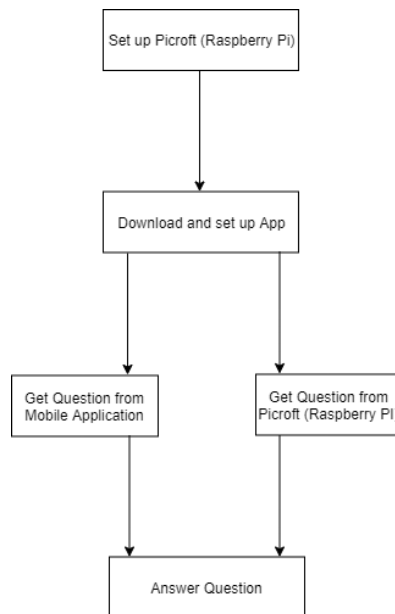 Set up Picroft (Raspberry Pi)
Download and set up App
Get Question from
Mobile Application
Get Question from
Picroft (Raspberry PI)
Answer Question